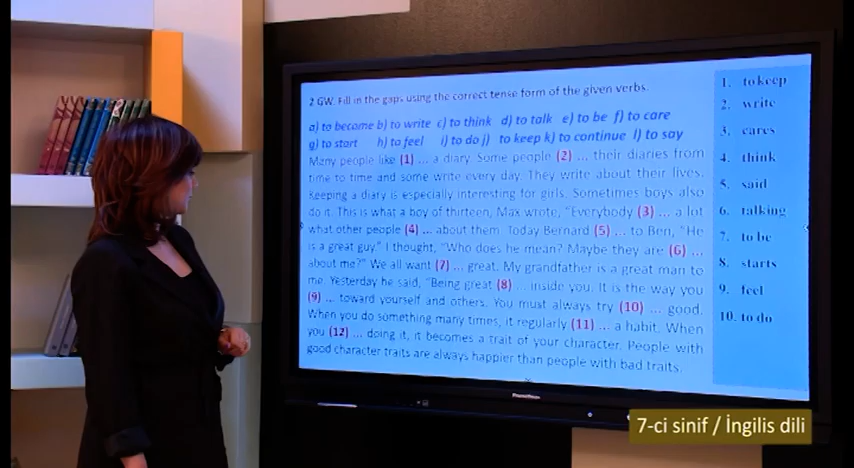 2 GW. Fill in the gaps using the correct tense form of the given verbs.
a) to become b) to write c) to think d) to talk e) to be f) to care
g) to start h) to feel i) to do j) to keep k) to continue l) to say
Many people like (1) ... a diary. Some people (2) ... their diaries from
time to time and some write every day. They write about their lives.
Keeping a diary is especially interesting for girls. Sometimes boys also
do it. This is what a boy of thirteen, Max wrote, "Everybody (3) ... a lot
what other people (4) ... about them. Today Bernard (5) ... to Ben, "He
is a great guy." I thought, "Who does he mean? Maybe they are (6) ...
about me?" We all want (7) ... great. My grandfather is a great man to
me. Yesterday he said, "Being great (8) ... inside you. It is the way you
(9) ... toward yourself and others. You must always try (10) ... good.
When you do something many times, it regularly (11) ... a habit. When
you (12) ... doing it, it becomes a trait of your character. People with
good character traits are always happier than people with bad traits.
1. to keep
2. write
3. cares
4. think
5. said
6. talking
7. to be
8. starts
9. feel
10. to do
7-ci sinif / İngilis dili